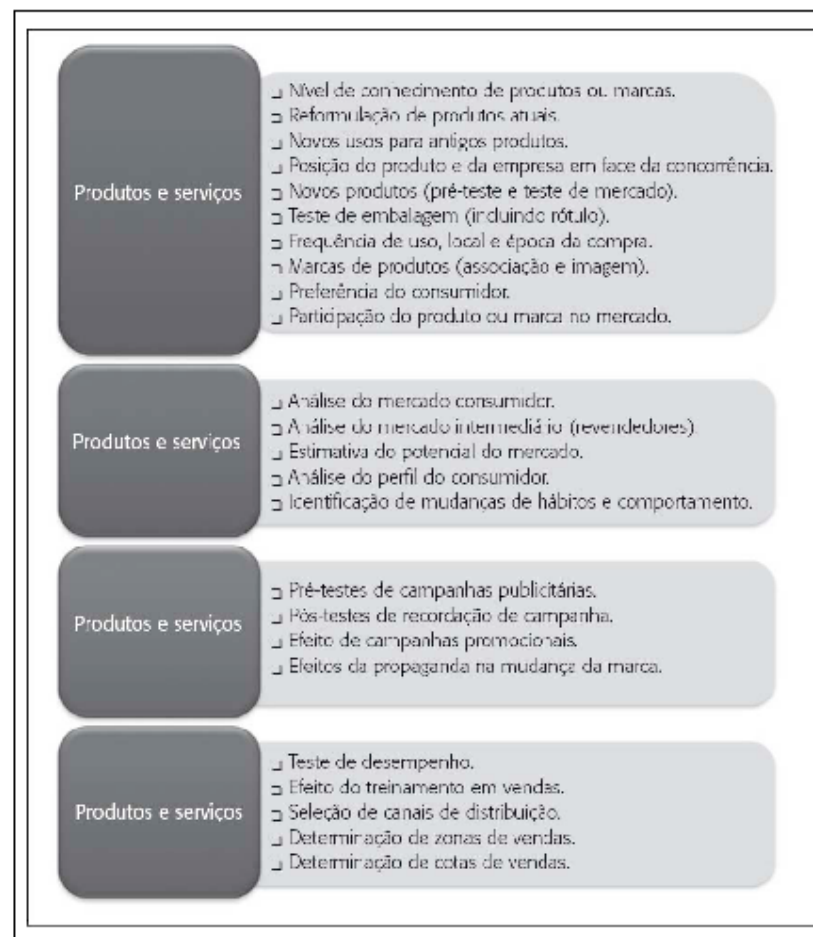 Produtos e serviços
Nível de conhecimento de produtos ou marcas.
Reformulação de produtos atuais.
Novos usos para antigos produtos.
Posição do produto e da empresa em face da concorrência.
Novos produtos (pré-teste e teste de mercado).
Teste de embalagem (incluindo rótulo).
Frequência de uso, local e época da compra.
Marcas de produtos (associação e imagem).
Preferência do consumidor.
Participação do produto ou marca no mercado.
Produtos e serviços
Análise do mercado consumidor.
Análise do mercado intermediário (revendedores).
Estimativa do potencial do mercado.
Análise do perfil do consumidor.
Identificação de mudanças de hábitos e comportamento.
Produtos e serviços
Pré-testes de campanhas publicitárias.
Pós-testes de recordação de campanha.
Efeito de campanhas promocionais.
Efeitos da propaganda na mudança da marca.
Produtos e serviços
Teste de desempenho.
Efeito do treinamento em vendas.
Seleção de canais de distribuição.
Determinação de zonas de vendas.
Determinação de cotas de vendas.